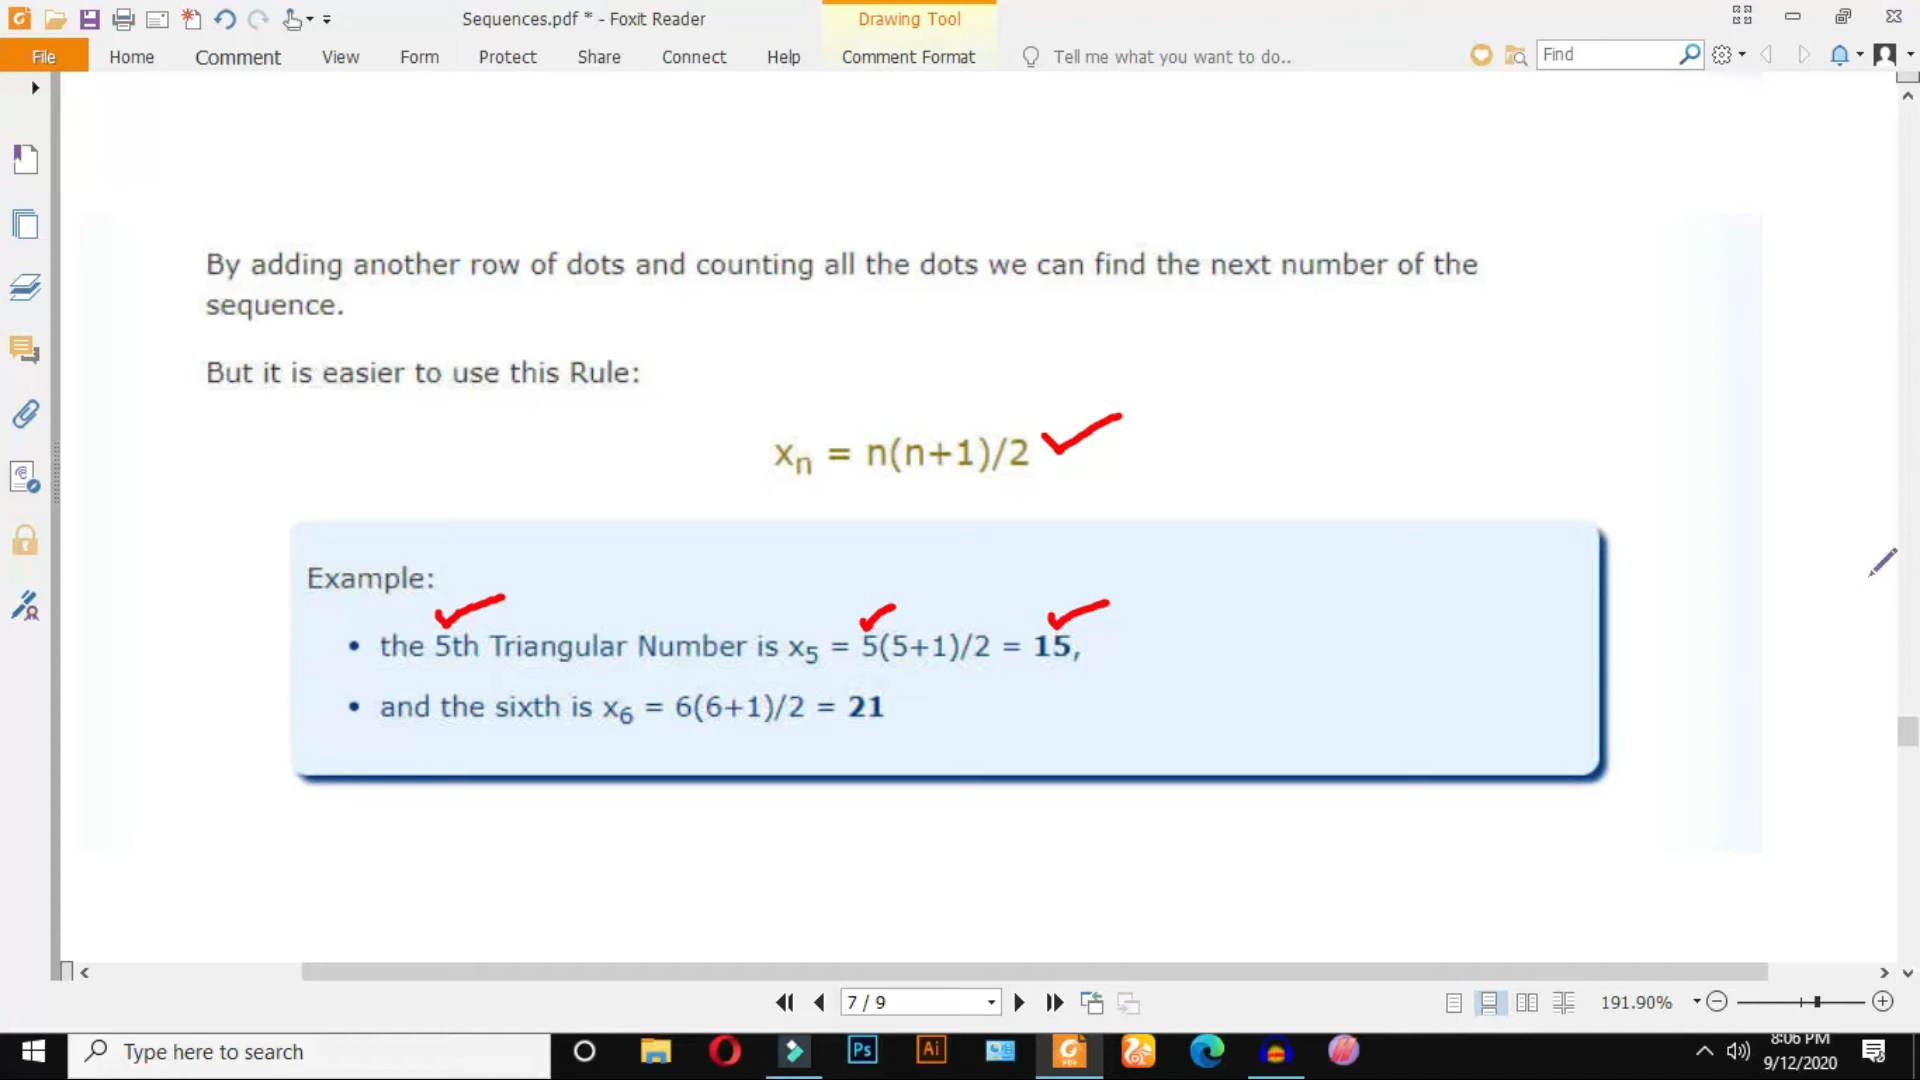 Sequences.pdf * - Foxit Reader
Drawing Tool
File Home Comment View Form Protect Share Connect Help Comment Format Tell me what you want to do.. Find
By adding another row of dots and counting all the dots we can find the next number of the
sequence.
But it is easier to use this Rule:
xn = n(n+1)/2
Example:
• the 5th Triangular Number is x5 = 5(5+1)/2 = 15,
• and the sixth is x6 = 6(6+1)/2 = 21
7 / 9
191.90%
Type here to search
Ps
Ai
PDF
8:06 PM
9/12/2020